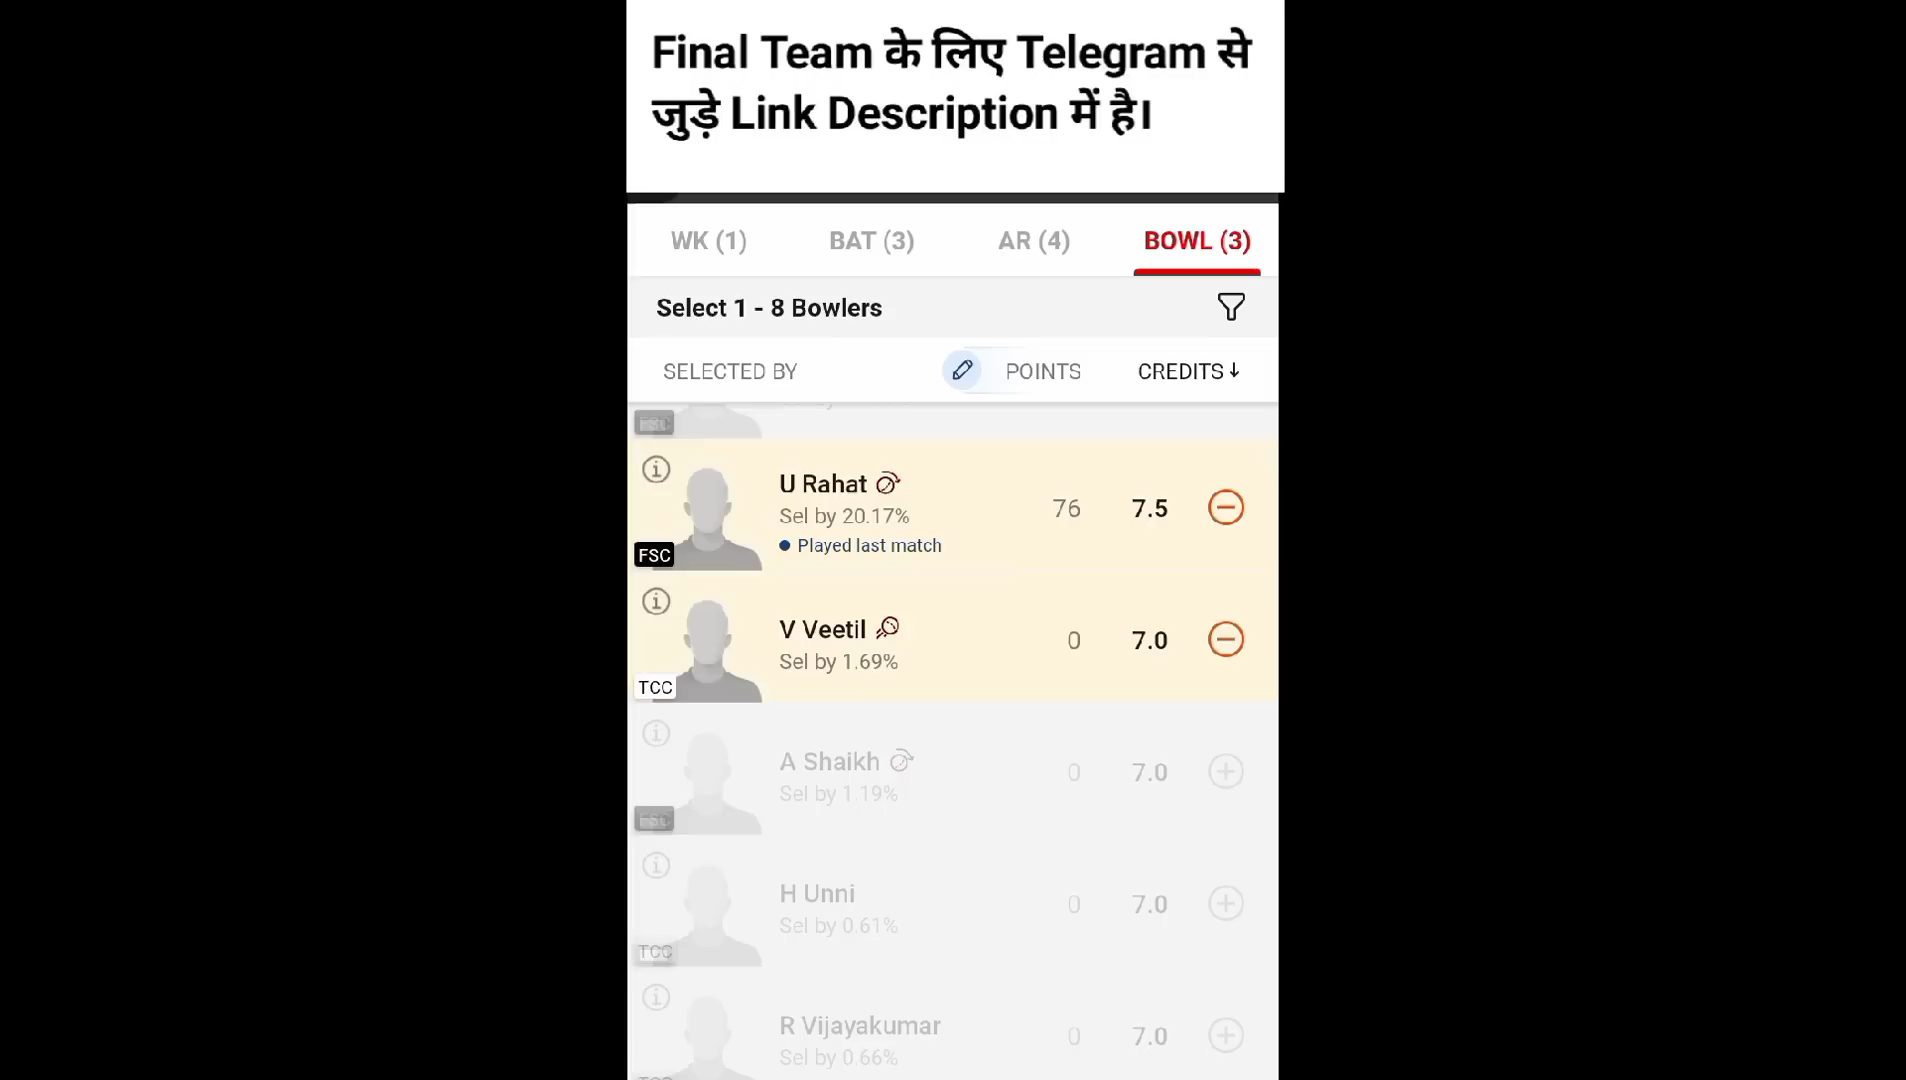 Final Team के लिए Telegram से
जुड़े Link Description में है।
WK (1) BAT (3) AR (4) BOWL (3)
Select 1 - 8 Bowlers
SELECTED BY POINTS CREDITS↓
FSC
U Rahat
Sel by 20.17%
76 7.5
Played last match
FSC
V Veetil
Sel by 1.69%
0 7.0
TCC
A Shaikh
Sel by 1.19%
0 7.0
FSC
H Unni
Sel by 0.61%
0 7.0
TCC
R Vijayakumar
Sel by 0.66%
0 7.0